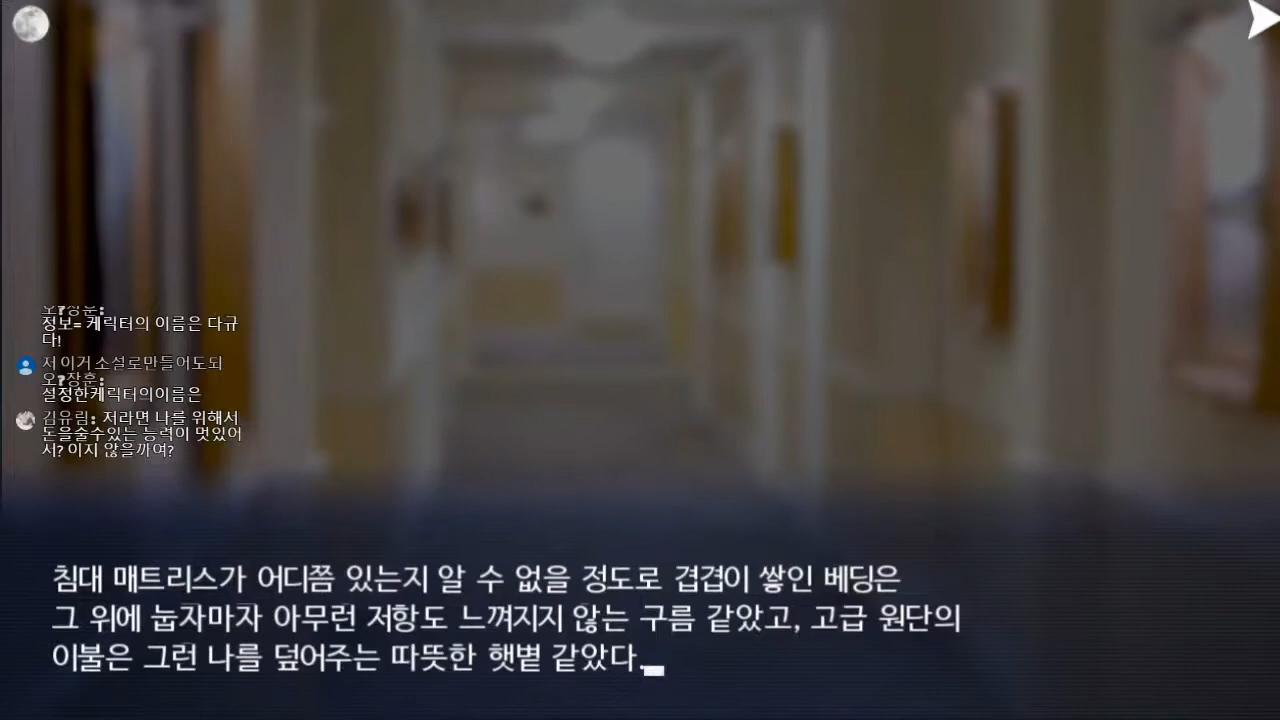 오?장훈:
정보= 케릭터의 이름은 다규
다!
저 이거 소설로만들어도되
오?장훈:
설정한케릭터의이름은
김유림: 저라면 나를 위해서
돈을술수있는 능력이 멋있어
서? 이지 않을까여?
침대 매트리스가 어디쯤 있는지 알 수 없을 정도로 겹겹이 쌓인 베딩은
그 위에 눕자마자 아무런 저항도 느껴지지 않는 구름 같았고, 고급 원단의
이불은 그런 나를 덮어주는 따뜻한 햇볕 같았다.